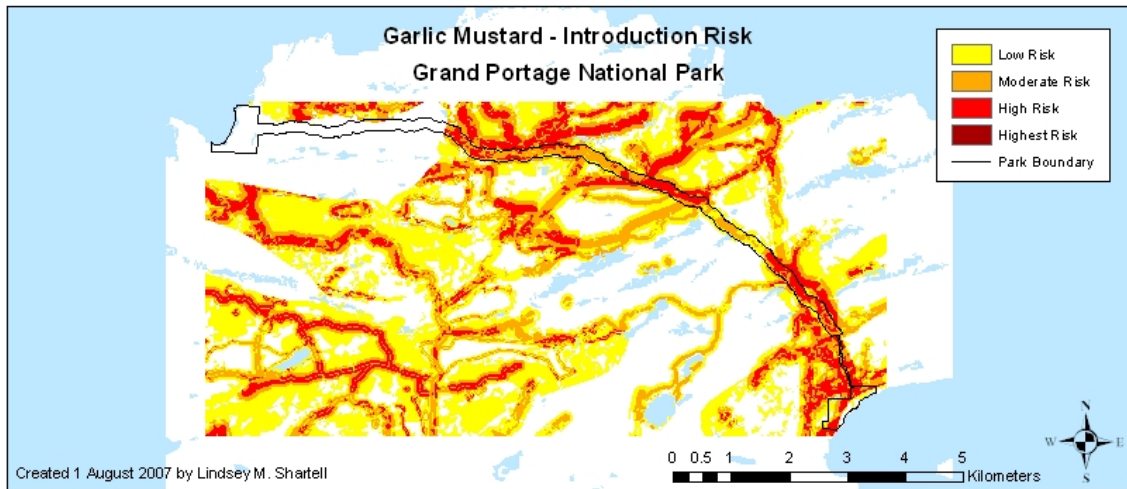 Garlic Mustard - Introduction Risk
Grand Portage National Park
Low Risk
Moderate Risk
High Risk
Highest Risk
Park Boundary
N
W E
S
Created 1 August 2007 by Lindsey M. Shartell
0 0.5 1 2 3 4 5
Kilometers